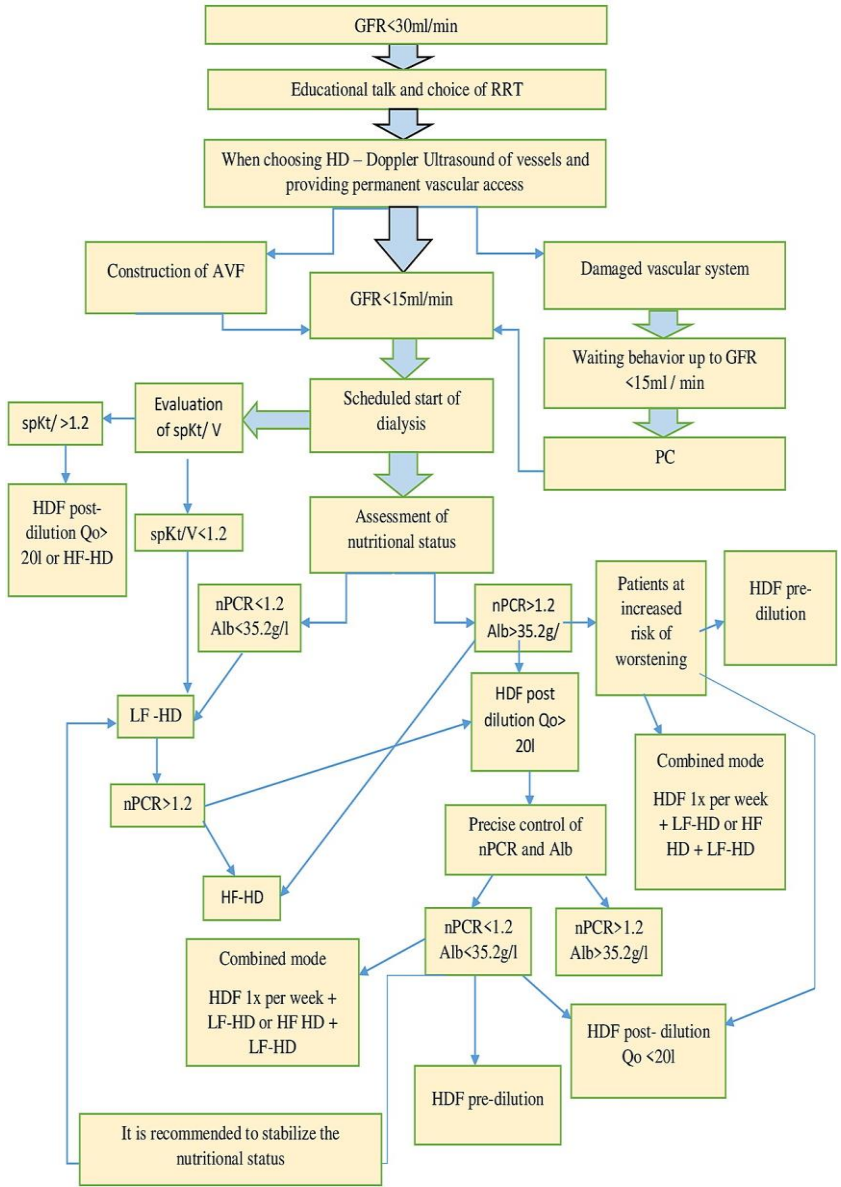 GFR<30ml/min
Educational talk and choice of RRT
When choosing HD – Doppler Ultrasound of vessels and
providing permanent vascular access
Construction of AVF
GFR<15ml/min
Damaged vascular system
Waiting behavior up to GFR
<15ml / min
PC
Scheduled start of
dialysis
Evaluation
of spKt/ V
spKt/ >1.2
HDF post-
dilution Qo>
20l or HF-HD
spKt/V<1.2
Assessment of
nutritional status
nPCR<1.2
Alb<35.2g/l
nPCR>1.2
Alb>35.2g/
Patients at
increased
risk of
worstening
HDF pre-
dilution
LF -HD
HDF post
dilution Qo>
20l
Combined mode
HDF 1x per week
+ LF-HD or HF
HD + LF-HD
nPCR>1.2
Precise control of
nPCR and Alb
HF-HD
nPCR<1.2
Alb<35.2g/l
nPCR>1.2
Alb>35.2g/l
Combined mode
HDF 1x per week +
LF-HD or HF HD +
LF-HD
HDF post- dilution
Qo <20l
HDF pre-dilution
It is recommended to stabilize the
nutritional status